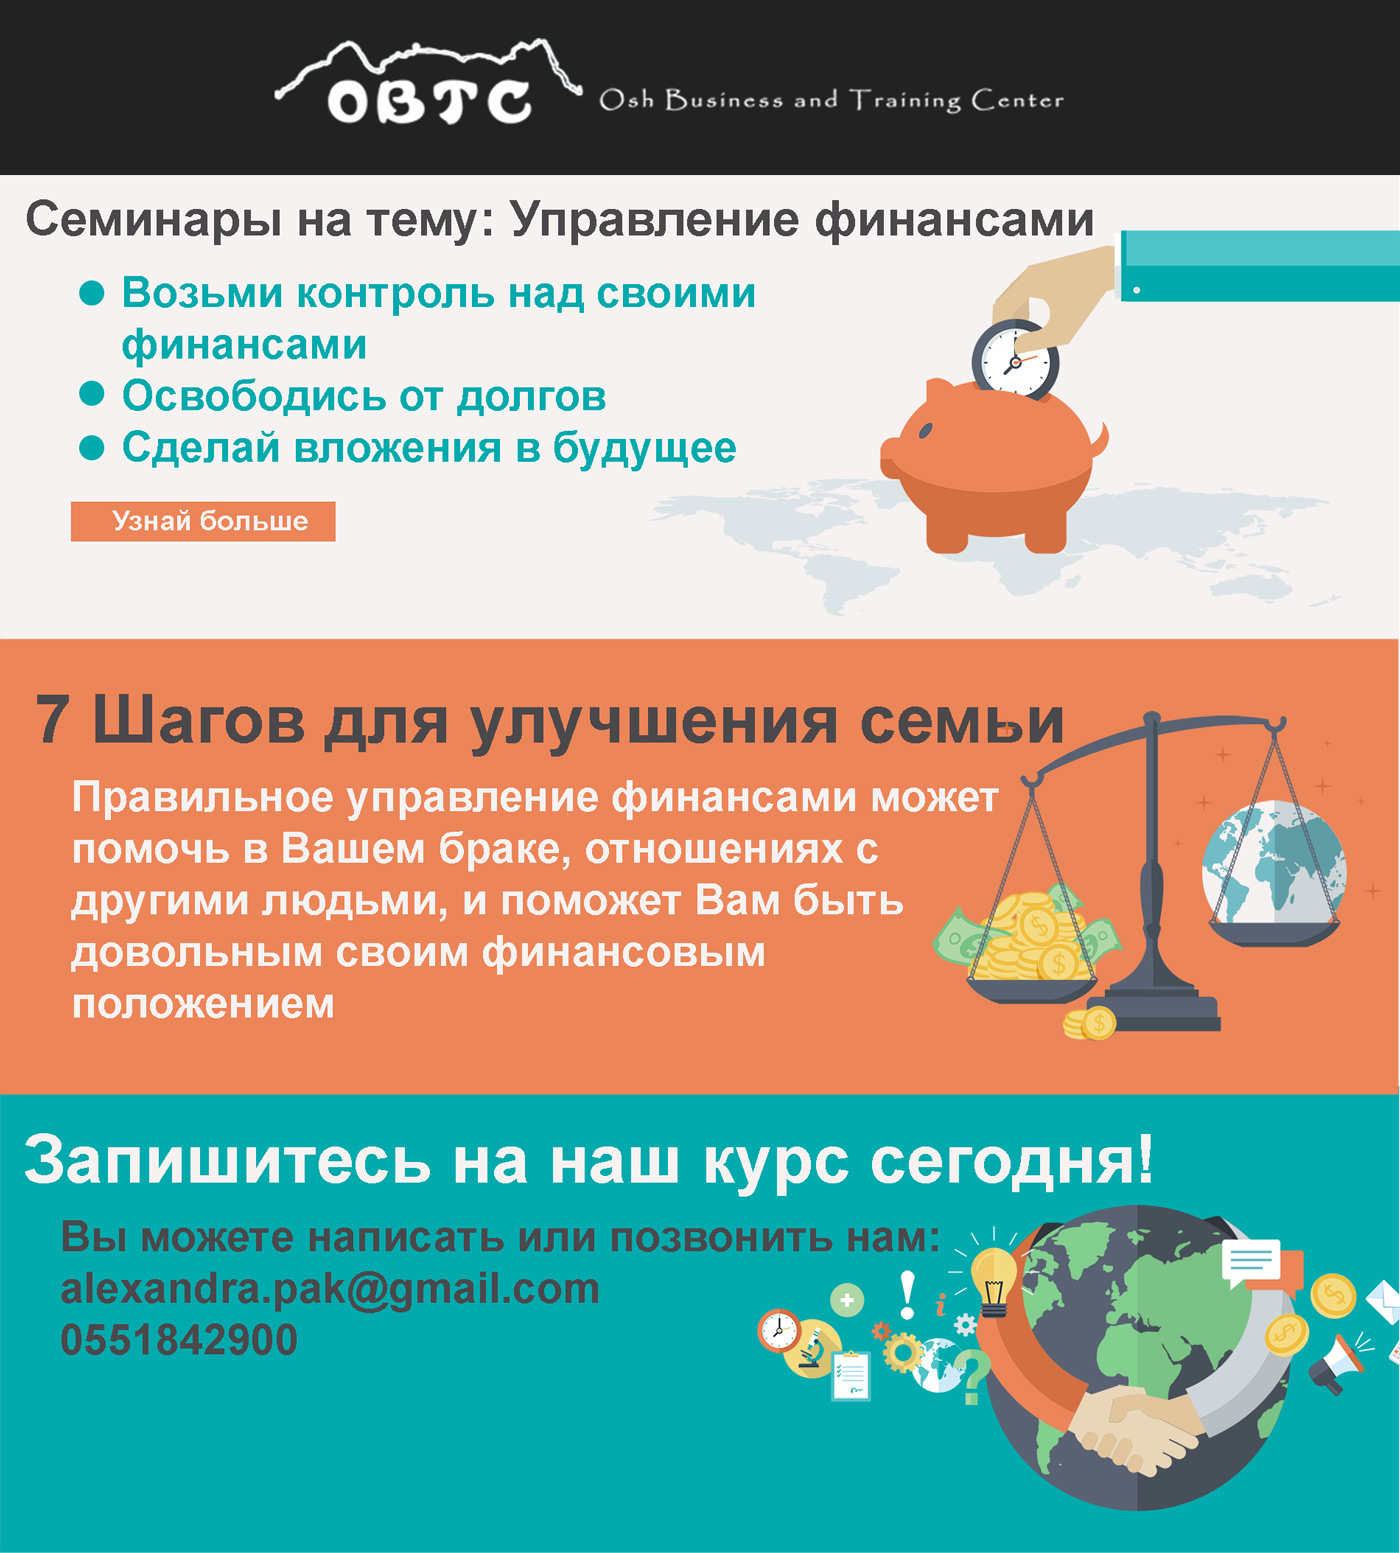 OBTC Osh Business and Training Center
Семинары на тему: Управление финансами
Возьми контроль над своими
финансами
Освободись от долгов
Сделай вложения в будущее
Узнай больше
7 Шагов для улучшения семьи
Правильное управление финансами может
помочь в Вашем браке, отношениях с
другими людьми, и поможет Вам быть
довольным своим финансовым
положением
Запишитесь на наш курс сегодня!
Вы можете написать или позвонить нам:
alexandra.pak@gmail.com
0551842900